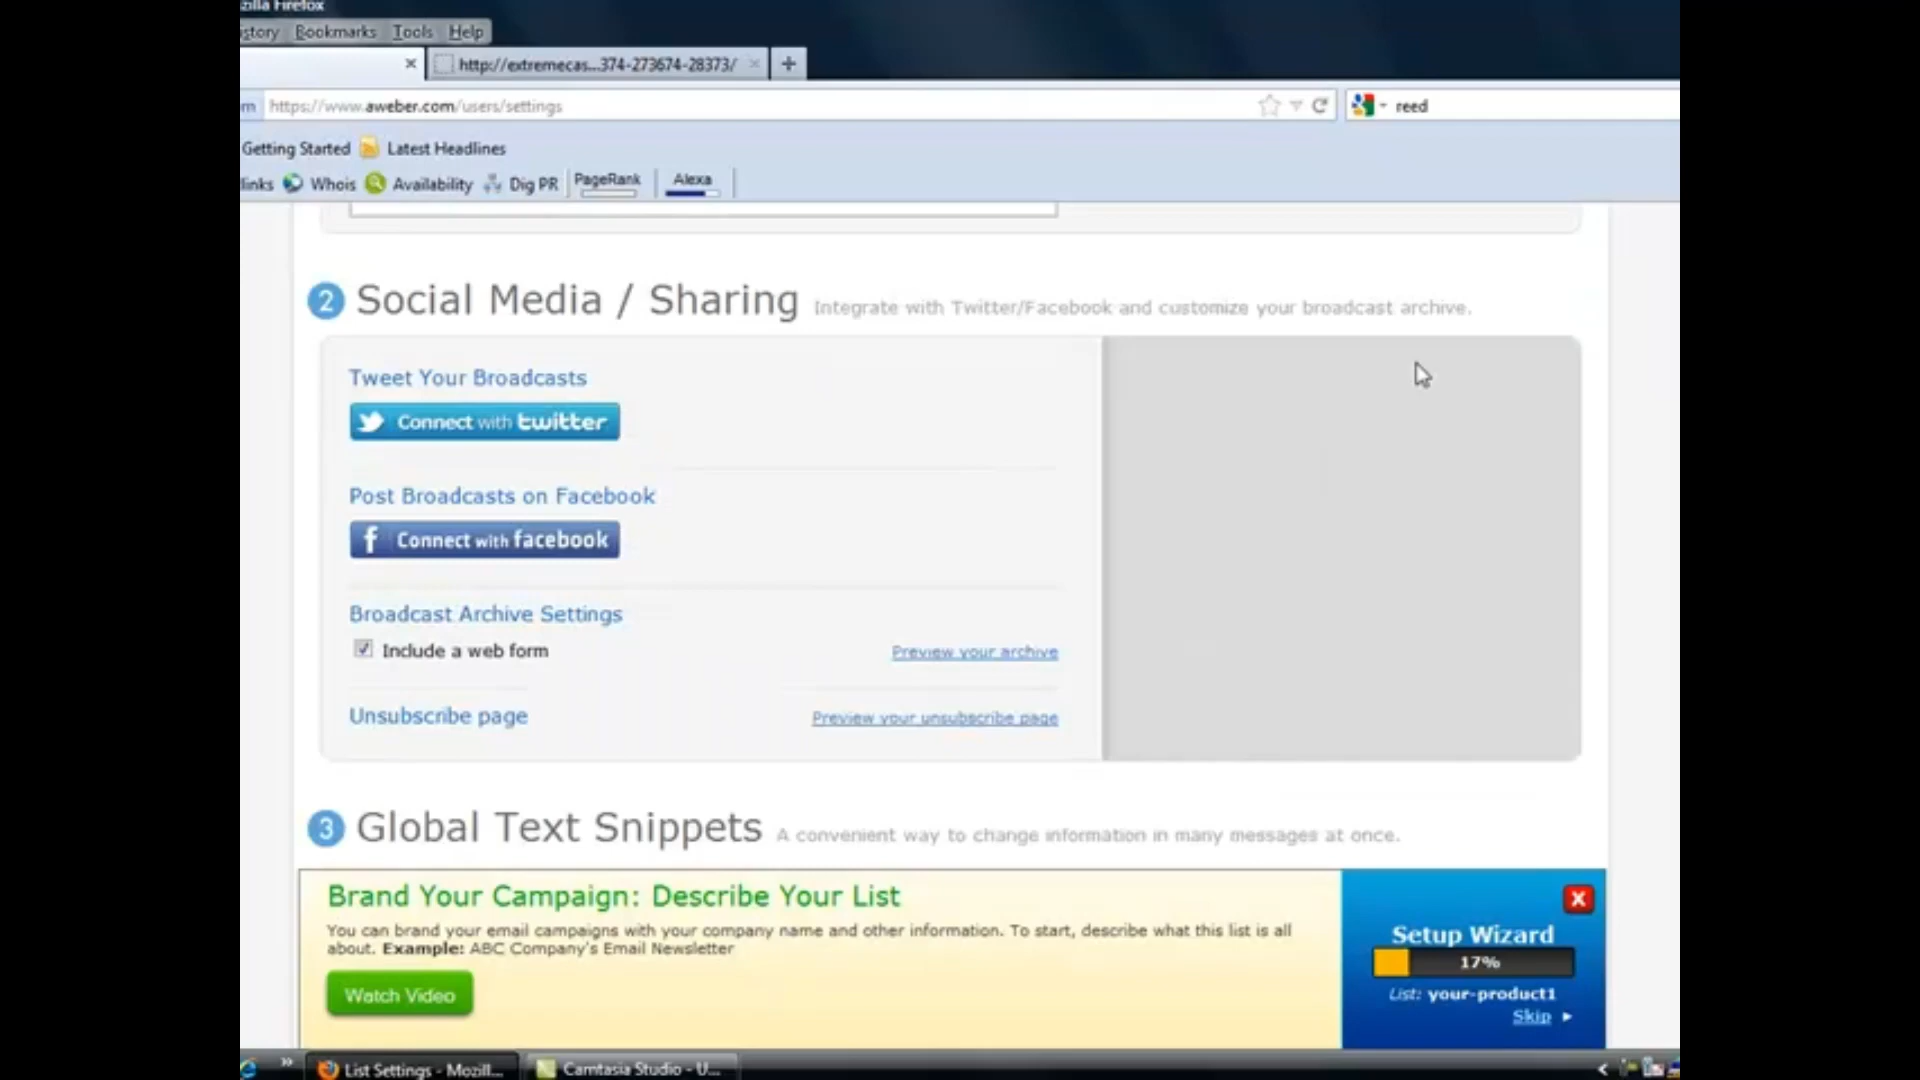 zilla Firefox
story Bookmarks Tools Help
http://extremecas...374-273674-28373/
m https://www.aweber.com/users/settings
reed
Getting Started Latest Headlines
links Whois Availability Dig PR PageRank Alexa
2 Social Media / Sharing Integrate with Twitter/Facebook and customize your broadcast archive.
Tweet Your Broadcasts
Connect with twitter
Post Broadcasts on Facebook
f Connect with facebook
Broadcast Archive Settings
Include a web form Preview your archive
Unsubscribe page Preview your unsubscribe page
3 Global Text Snippets A convenient way to change information in many messages at once.
Brand Your Campaign: Describe Your List
You can brand your email campaigns with your company name and other information. To start, describe what this list is all
about. Example: ABC Company's Email Newsletter
Watch Video
Setup Wizard
17%
List: your-product1
Skip
List Settings - Mozill... Camtasia Studio - U...